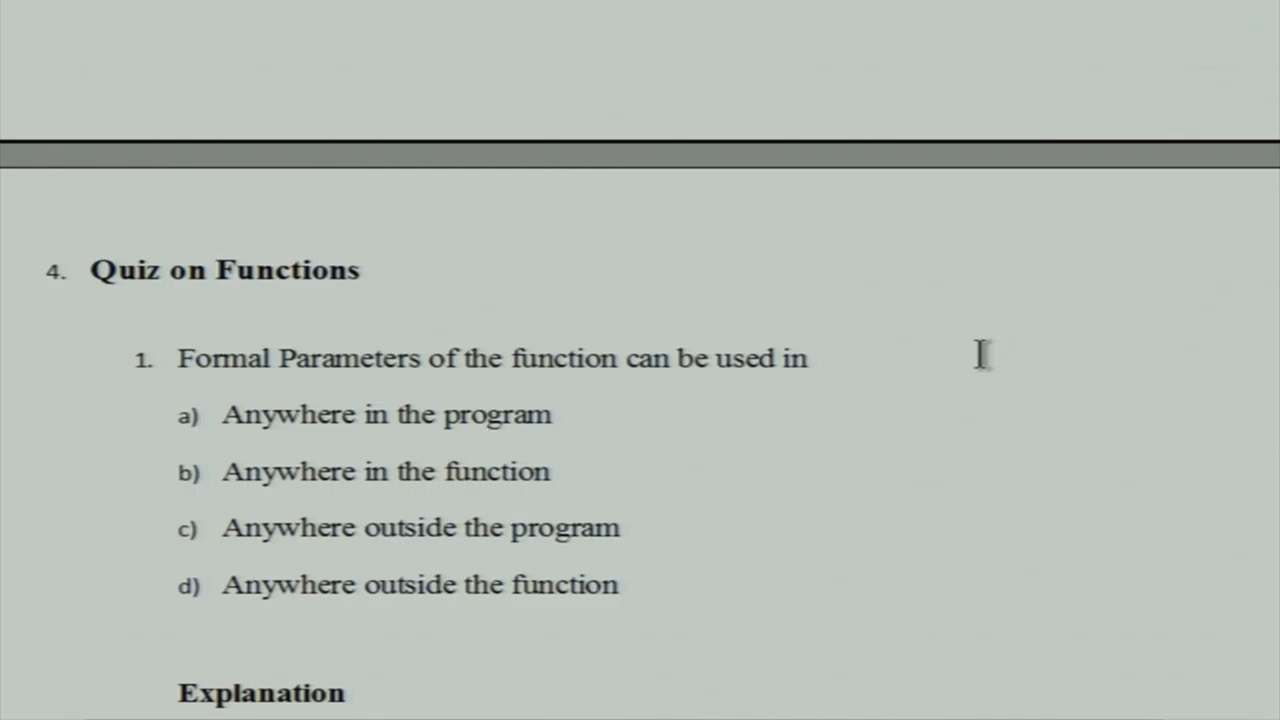 4. Quiz on Functions
1. Formal Parameters of the function can be used in
a) Anywhere in the program
b) Anywhere in the function
c) Anywhere outside the program
d) Anywhere outside the function
Explanation